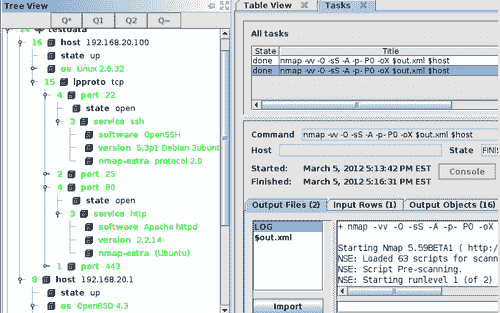 Tree View
Q* Q1 Q2 Q~
24 testdata
16 host 192.168.20.100
state up
os Linux 2.6.32
15 ipproto tcp
4 port 22
state open
3 service ssh
software OpenSSH
version 5.3p1 Debian 3ubunt
nmap-extra protocol 2.0
2 port 25
4 port 80
state open
3 service http
software Apache httpd
version 2.2.14
nmap-extra (Ubuntu)
1 port 443
8 host 192.168.20.1
state up
os OpenBSD 4.3
Table View Tasks
All tasks
State Title
done nmap -vv -O -sS -A -p- P0 -oX $out.xml $host
done nmap -vv -O -sS -A -p- P0 -oX $out.xml $host
Command nmap -vv -O -sS -A -p- P0 -oX $out.xml $host
Host State FINI
Started: March 5, 2012 5:13:42 PM EST
Finished: March 5, 2012 5:16:31 PM EST
Console
Output Files (2) Input Rows (1) Output Objects (16)
LOG
$out.xml
Import
+ nmap -vv -O -sS -A -p- P0 -oX
Starting Nmap 5.59BETA1 ( http:/
NSE: Loaded 63 scripts for scann
NSE: Script Pre-scanning.
NSE: Starting runlevel 1 (of 2)